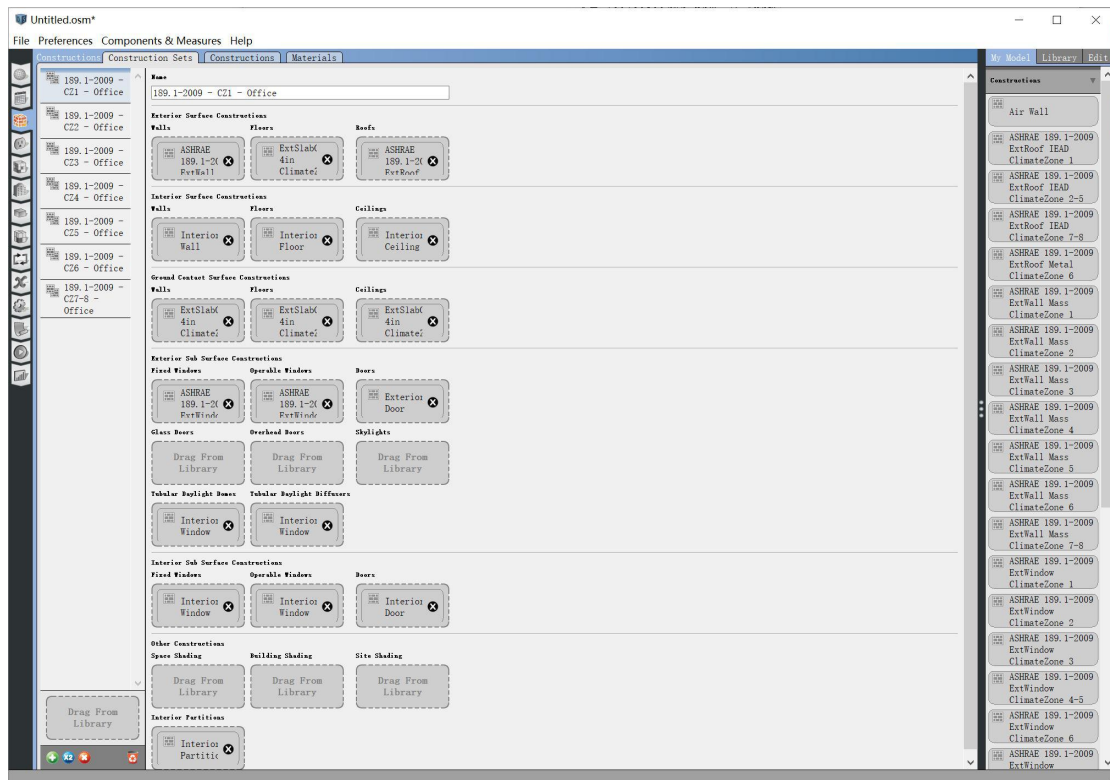 Untitled.osm*
File Preferences Components & Measures Help
Constructions Construction Sets Constructions Materials
My Model Library Edit
189.1-2009 -
CZ1 - Office
189.1-2009 -
CZ2 - Office
189.1-2009 -
CZ3 - Office
189.1-2009 -
CZ4 - Office
189.1-2009 -
CZ5 - Office
189.1-2009 -
CZ6 - Office
189.1-2009 -
CZ7-8 -
Office
Drag From
Library
x2
Name
189.1-2009 - CZ1 - Office
Exterior Surface Constructions
Walls Floors Roofs
ASHRAE
189.1-20
ExtWall
ExtSlab
4in
Climate
ASHRAE
189.1-20
ExtRoof
Interior Surface Constructions
Walls Floors Ceilings
Interior
Wall
Interior
Floor
Interior
Ceiling
Ground Contact Surface Constructions
Walls Floors Ceilings
ExtSlab
4in
Climate
ExtSlab
4in
Climate
ExtSlab
4in
Climate
Exterior Sub Surface Constructions
Fixed Windows Operable Windows Doors
ASHRAE
189.1-20
ExtWind
ASHRAE
189.1-20
ExtWind
Exterior
Door
Glass Doors Overhead Doors Skylights
Drag From
Library
Drag From
Library
Drag From
Library
Tubular Daylight Domes Tubular Daylight Diffusers
Interior
Window
Interior
Window
Interior Sub Surface Constructions
Fixed Windows Operable Windows Doors
Interior
Window
Interior
Window
Interior
Door
Other Constructions
Space Shading Building Shading Site Shading
Drag From
Library
Drag From
Library
Drag From
Library
Interior Partitions
Interior
Partitic
Constructions
Air Wall
ASHRAE 189.1-2009
ExtRoof IEAD
ClimateZone 1
ASHRAE 189.1-2009
ExtRoof IEAD
ClimateZone 2-5
ASHRAE 189.1-2009
ExtRoof IEAD
ClimateZone 7-8
ASHRAE 189.1-2009
ExtRoof Metal
ClimateZone 6
ASHRAE 189.1-2009
ExtWall Mass
ClimateZone 1
ASHRAE 189.1-2009
ExtWall Mass
ClimateZone 2
ASHRAE 189.1-2009
ExtWall Mass
ClimateZone 3
ASHRAE 189.1-2009
ExtWall Mass
ClimateZone 4
ASHRAE 189.1-2009
ExtWall Mass
ClimateZone 5
ASHRAE 189.1-2009
ExtWall Mass
ClimateZone 6
ASHRAE 189.1-2009
ExtWall Mass
ClimateZone 7-8
ASHRAE 189.1-2009
ExtWindow
ClimateZone 1
ASHRAE 189.1-2009
ExtWindow
ClimateZone 2
ASHRAE 189.1-2009
ExtWindow
ClimateZone 3
ASHRAE 189.1-2009
ExtWindow
ClimateZone 4-5
ASHRAE 189.1-2009
ExtWindow
ClimateZone 6
ASHRAE 189.1-2009
ExtWindow